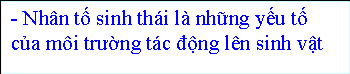 - Nhân tố sinh thái là những yếu tố
của môi trường tác động lên sinh vật